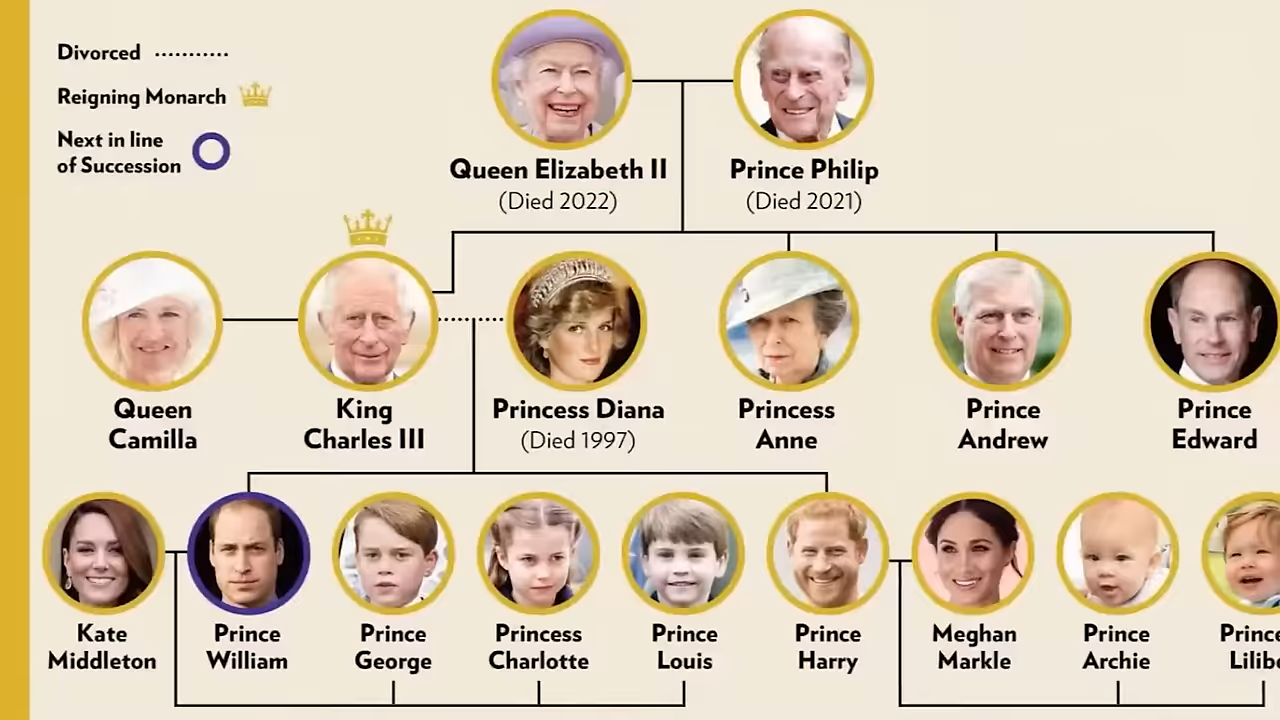 Divorced
Reigning Monarch
Next in line
of Succession
Queen Elizabeth II
(Died 2022)
Prince Philip
(Died 2021)
Queen
Camilla
King
Charles III
Princess Diana
(Died 1997)
Princess
Anne
Prince
Andrew
Prince
Edward
Kate
Middleton
Prince
William
Prince
George
Princess
Charlotte
Prince
Louis
Prince
Harry
Meghan
Markle
Prince
Archie